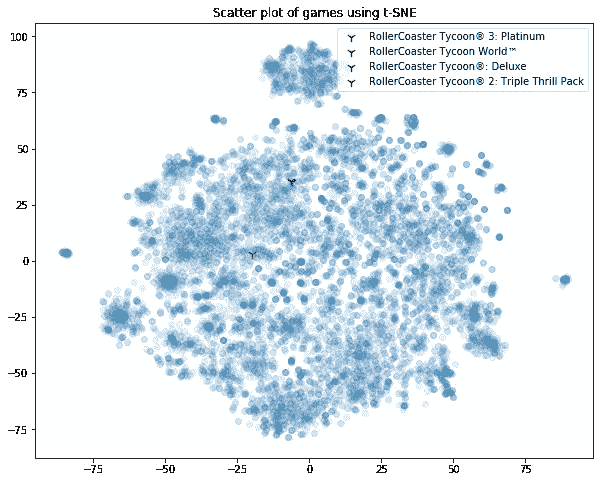 Scatter plot of games using t-SNE
RollerCoaster Tycoon® 3: Platinum
RollerCoaster Tycoon World™
RollerCoaster Tycoon®: Deluxe
RollerCoaster Tycoon® 2: Triple Thrill Pack
100
75
50
25
0
−25
−50
−75
−75 −50 −25 0 25 50 75